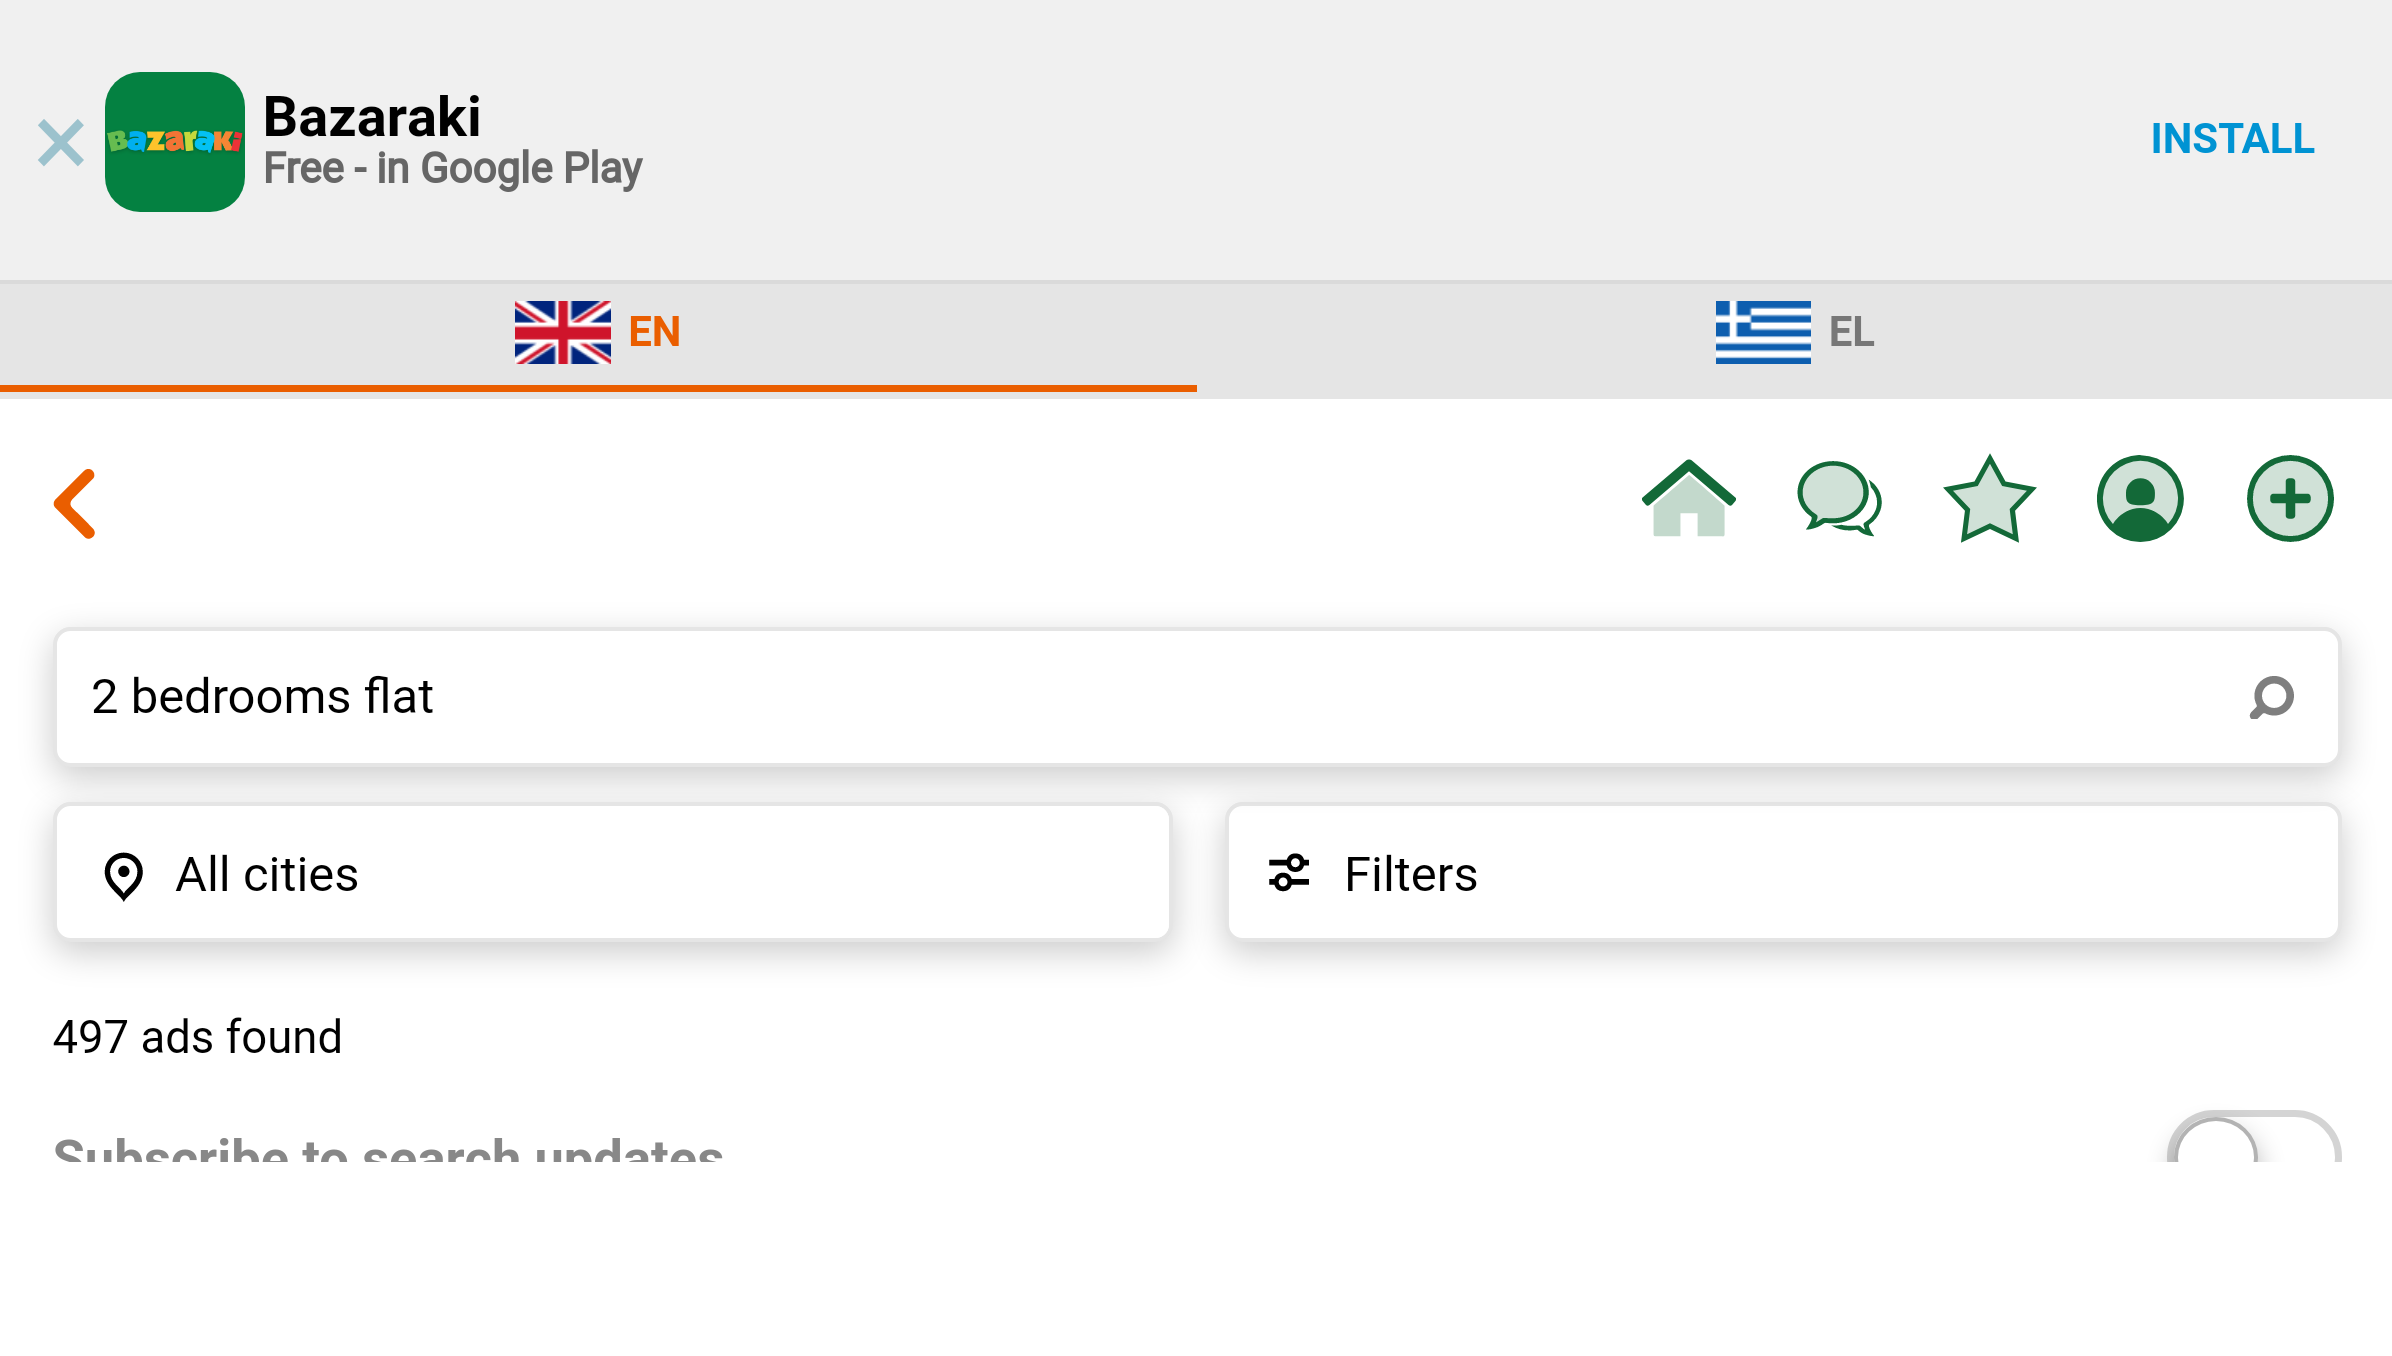 Bazaraki
Bazaraki
Free - in Google Play
INSTALL
EN
EL
2 bedrooms flat
All cities
Filters
497 ads found
Subscribe to search updates